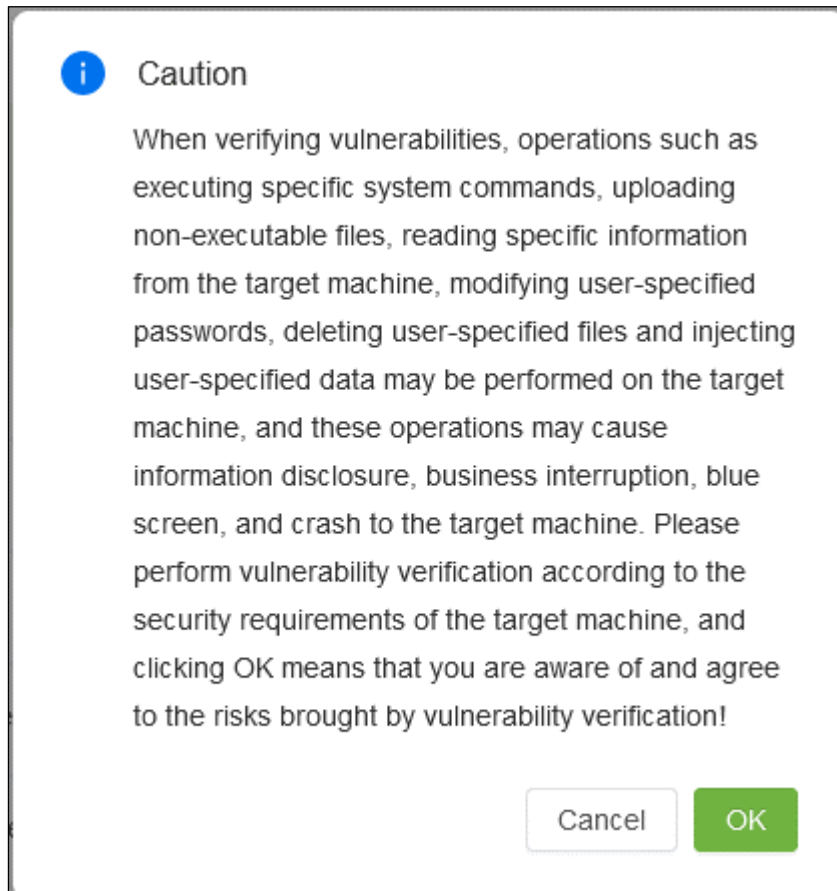 Caution
When verifying vulnerabilities, operations such as
executing specific system commands, uploading
non-executable files, reading specific information
from the target machine, modifying user-specified
passwords, deleting user-specified files and injecting
user-specified data may be performed on the target
machine, and these operations may cause
information disclosure, business interruption, blue
screen, and crash to the target machine. Please
perform vulnerability verification according to the
security requirements of the target machine, and
clicking OK means that you are aware of and agree
to the risks brought by vulnerability verification!
Cancel OK